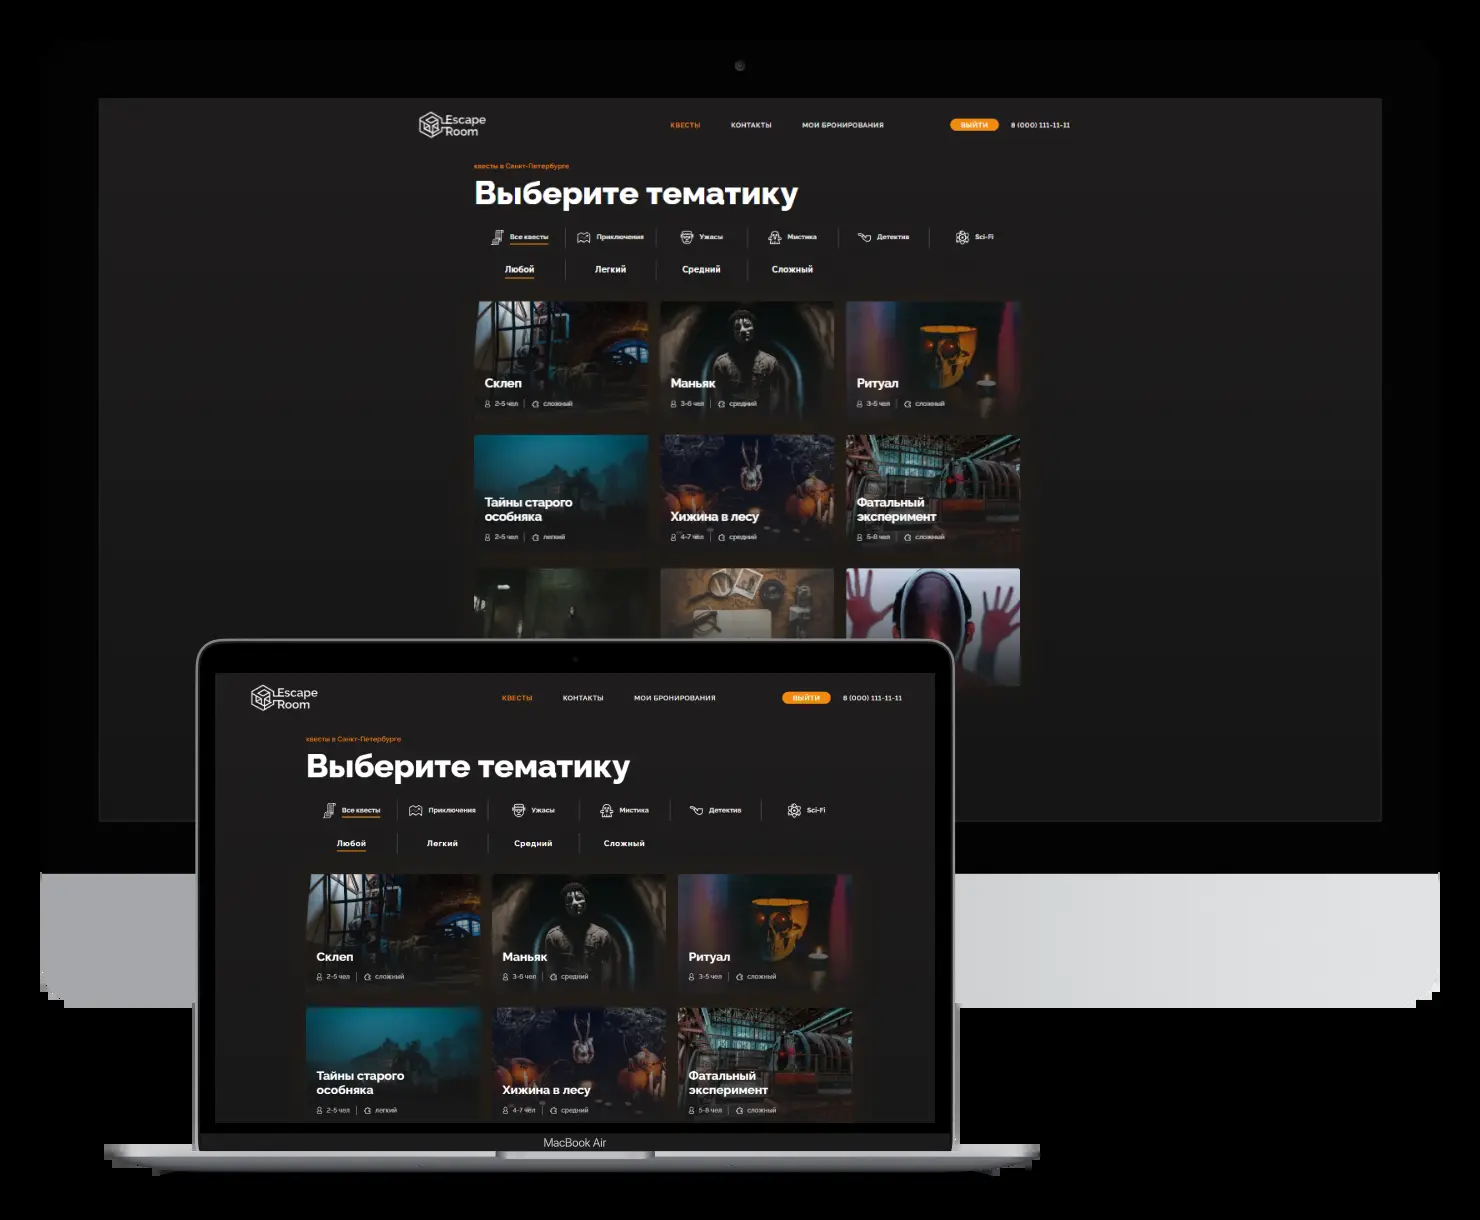 Escape
Room
КВЕСТЫ
КОНТАКТЫ
МОИ БРОНИРОВАНИЯ
ВЫЙТИ
8 (000) 111-11-11
квесты в Санкт-Петербурге
Выберите тематику
Все квесты
Приключения
Ужасы
Мистика
Детектив
Sci-Fi
Любой
Легкий
Средний
Сложный
Склеп
2-5 чел
сложный
Маньяк
3-6 чел
средний
Ритуал
3-5 чел
сложный
Тайны старого
особняка
2-5 чел
легкий
Хижина в лесу
4-7 чел
средний
Фатальный
эксперимент
5-8 чел
сложный
Escape
Room
КВЕСТЫ
КОНТАКТЫ
МОИ БРОНИРОВАНИЯ
ВЫЙТИ
8 (000) 111-11-11
квесты в Санкт-Петербурге
Выберите тематику
Все квесты
Приключения
Ужасы
Мистика
Детектив
Sci-Fi
Любой
Легкий
Средний
Сложный
Склеп
2-5 чел
сложный
Маньяк
3-6 чел
средний
Ритуал
3-5 чел
сложный
Тайны старого
особняка
2-5 чел
легкий
Хижина в лесу
4-7 чел
средний
Фатальный
эксперимент
5-8 чел
сложный
MacBook Air